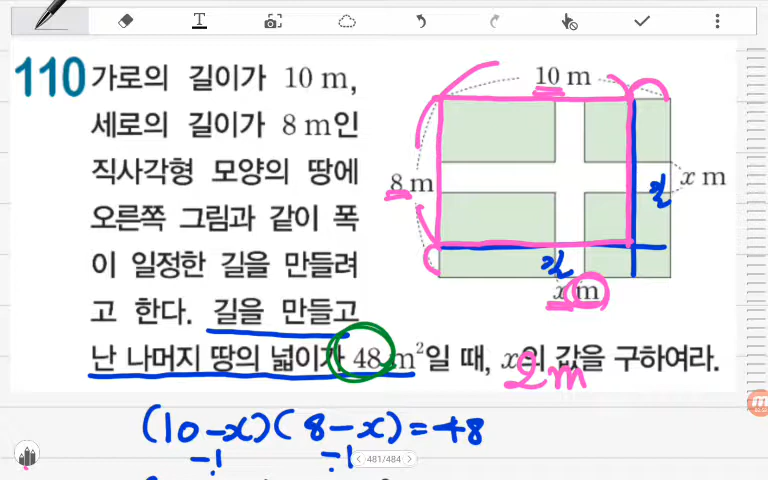 110 가로의 길이가 10 m,
세로의 길이가 8 m인
직사각형 모양의 땅에
오른쪽 그림과 같이 폭
이 일정한 길을 만들려
고 한다. 길을 만들고
난 나머지 땅의 넓이가 48 m²일 때, x의 값을 구하여라.
10 m
8 m
x m
길
길
x m
2m
(10-x)(8-x)=48
-1 -1
481/484